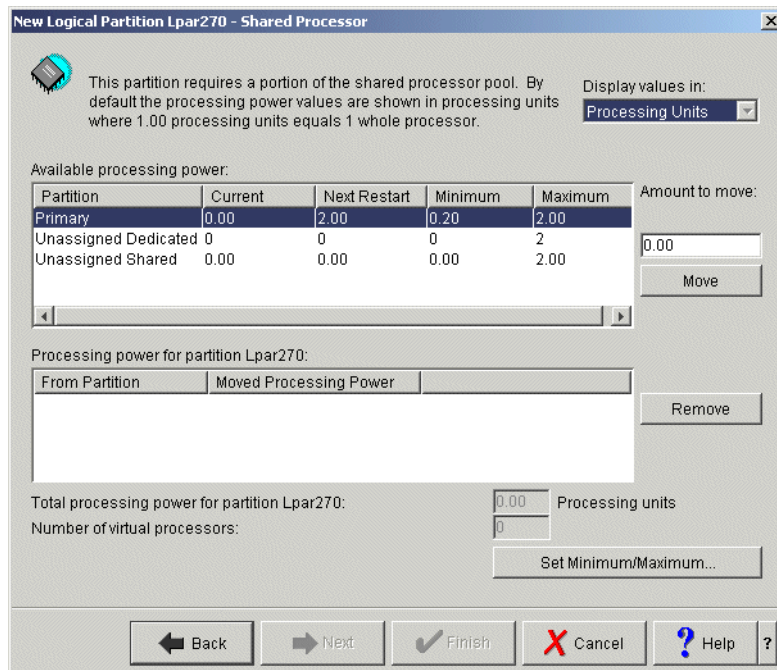 New Logical Partition Lpar270 - Shared Processor
This partition requires a portion of the shared processor pool. By
default the processing power values are shown in processing units
where 1.00 processing units equals 1 whole processor.
Display values in:
Processing Units
Available processing power:
Partition Current Next Restart Minimum Maximum
Primary 0.00 2.00 0.20 2.00
Unassigned Dedicated 0 0 0 2
Unassigned Shared 0.00 0.00 0.00 2.00
Amount to move:
0.00
Move
Processing power for partition Lpar270:
From Partition Moved Processing Power
Remove
Total processing power for partition Lpar270: 0.00 Processing units
Number of virtual processors: 0
Set Minimum/Maximum...
Back Next Finish Cancel ? Help ?